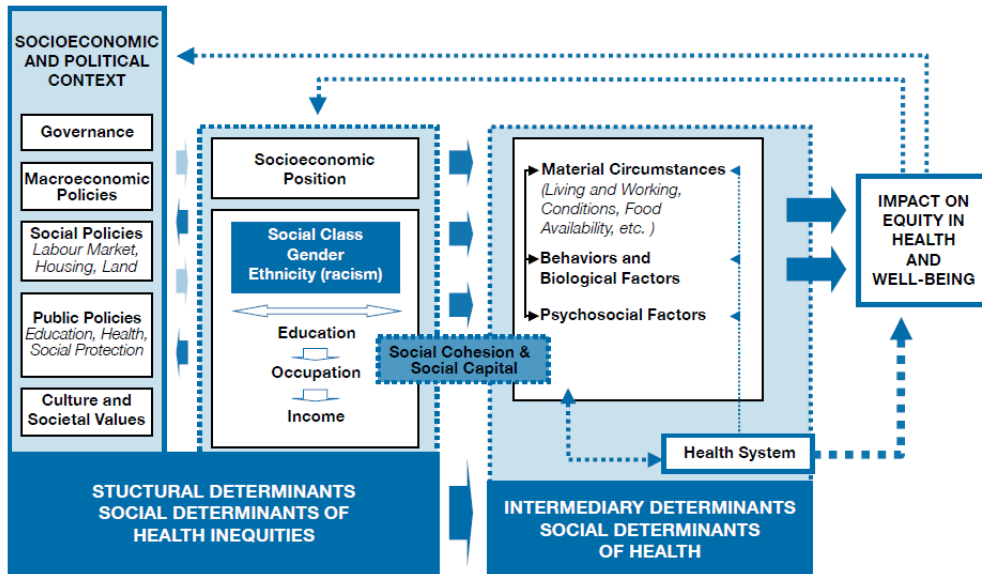 SOCIOECONOMIC
AND POLITICAL
CONTEXT
Governance
Macroeconomic
Policies
Social Policies
Labour Market,
Housing, Land
Public Policies
Education, Health,
Social Protection
Culture and
Societal Values
Socioeconomic
Position
Social Class
Gender
Ethnicity (racism)
Education
Occupation
Income
Social Cohesion &
Social Capital
Material Circumstances
(Living and Working,
Conditions, Food
Availability, etc. )
Behaviors and
Biological Factors
Psychosocial Factors
Health System
IMPACT ON
EQUITY IN
HEALTH
AND
WELL-BEING
STUCTURAL DETERMINANTS
SOCIAL DETERMINANTS OF
HEALTH INEQUITIES
INTERMEDIARY DETERMINANTS
SOCIAL DETERMINANTS
OF HEALTH